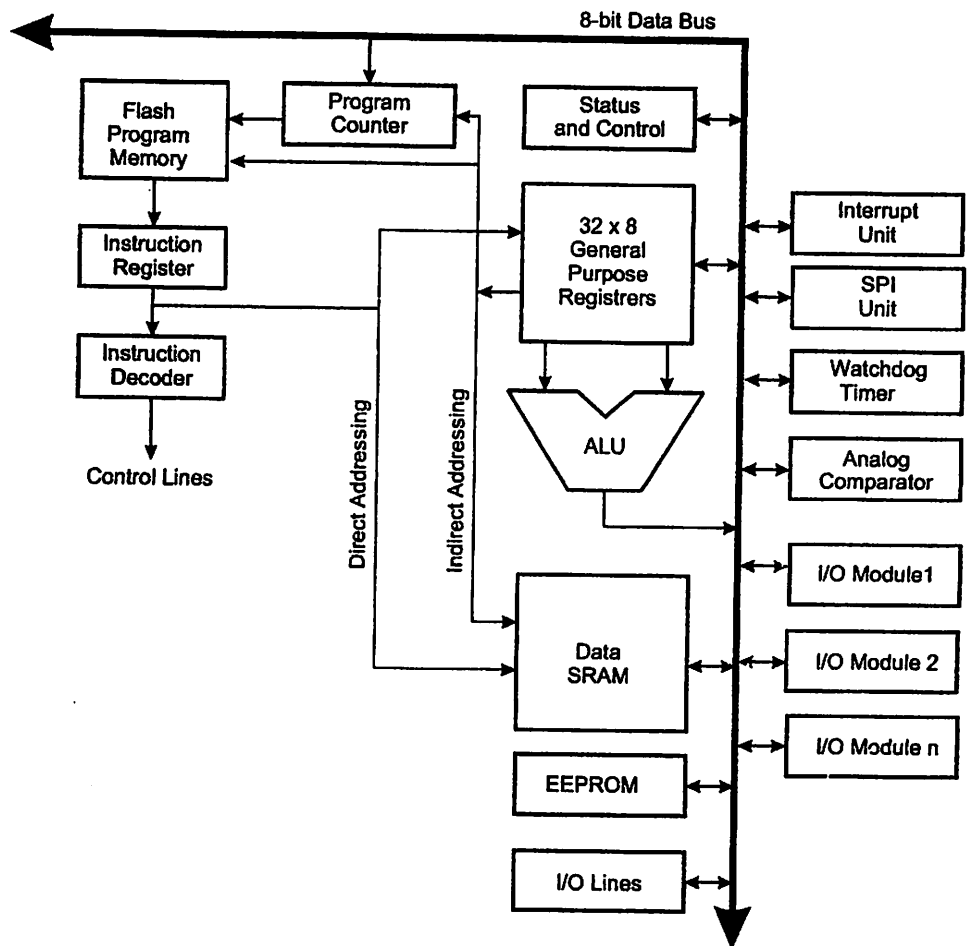 8-bit Data Bus
Flash
Program
Memory
Program
Counter
Status
and Control
Instruction
Register
32 x 8
General
Purpose
Registrers
Interrupt
Unit
SPI
Unit
Instruction
Decoder
Watchdog
Timer
Control Lines
Direct Addressing
Indirect Addressing
ALU
Analog
Comparator
I/O Module1
Data
SRAM
I/O Module 2
I/O Module n
EEPROM
I/O Lines